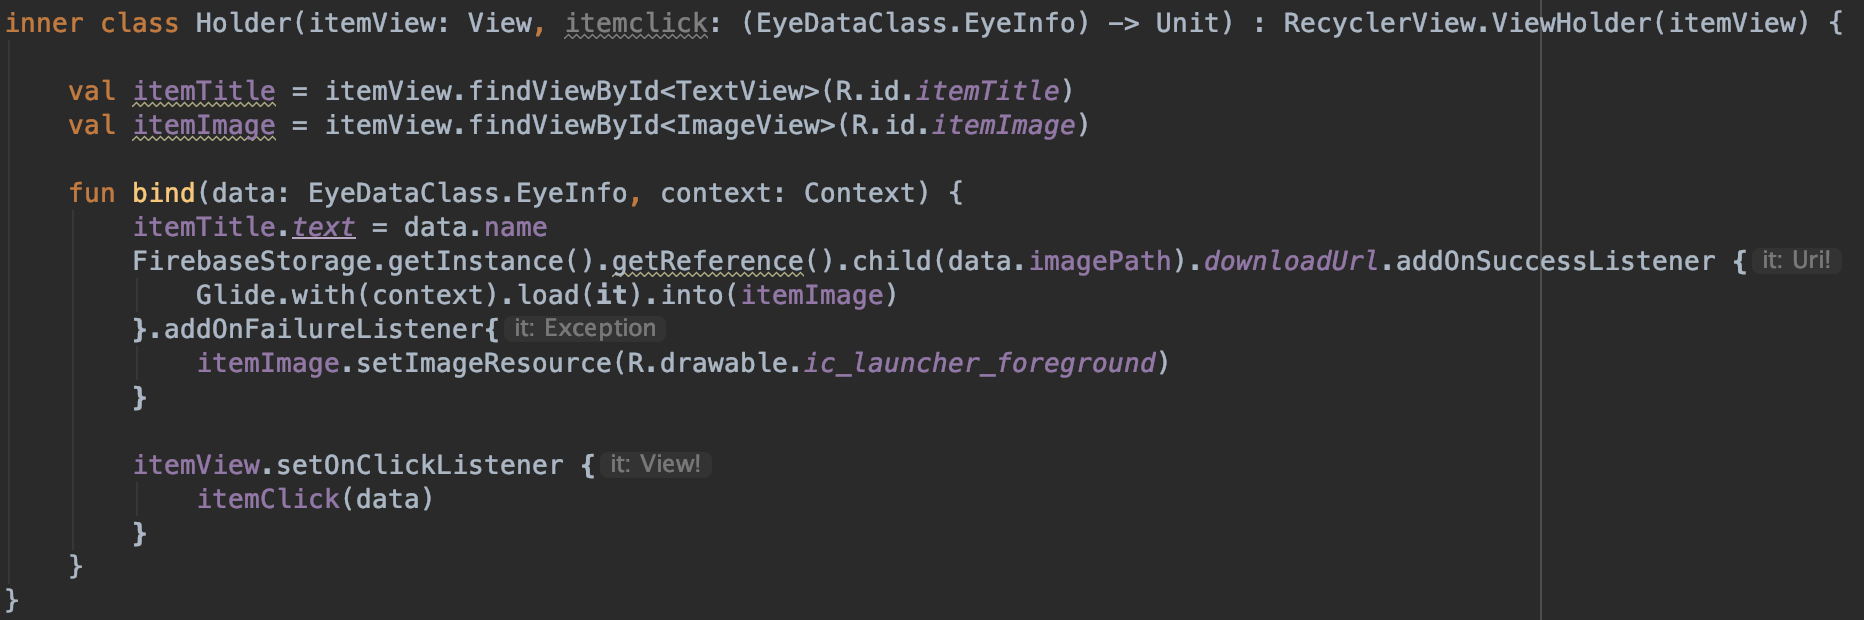 inner class Holder(itemView: View, itemclick: (EyeDataClass.EyeInfo) -> Unit) : RecyclerView.ViewHolder(itemView) {
val itemTitle = itemView.findViewById<TextView>(R.id.itemTitle)
val itemImage = itemView.findViewById<ImageView>(R.id.itemImage)
fun bind(data: EyeDataClass.EyeInfo, context: Context) {
itemTitle.text = data.name
FirebaseStorage.getInstance().getReference().child(data.imagePath).downloadUrl.addOnSuccessListener { it: Uri!
Glide.with(context).load(it).into(itemImage)
}.addOnFailureListener{ it: Exception
itemImage.setImageResource(R.drawable.ic_launcher_foreground)
}
itemView.setOnClickListener { it: View!
itemClick(data)
}
}
}